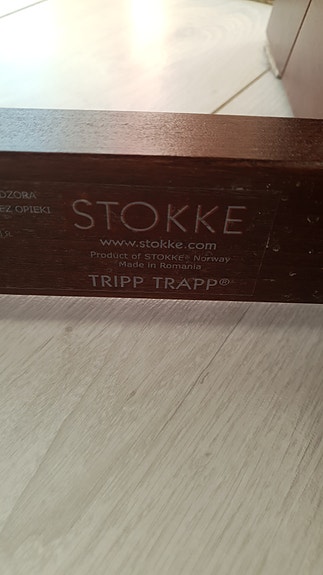 DZORA
EZ OPIEKI
STOKKE
www.stokke.com
Product of STOKKE® Norway
Made in Romania
TRIPP TRAPP®